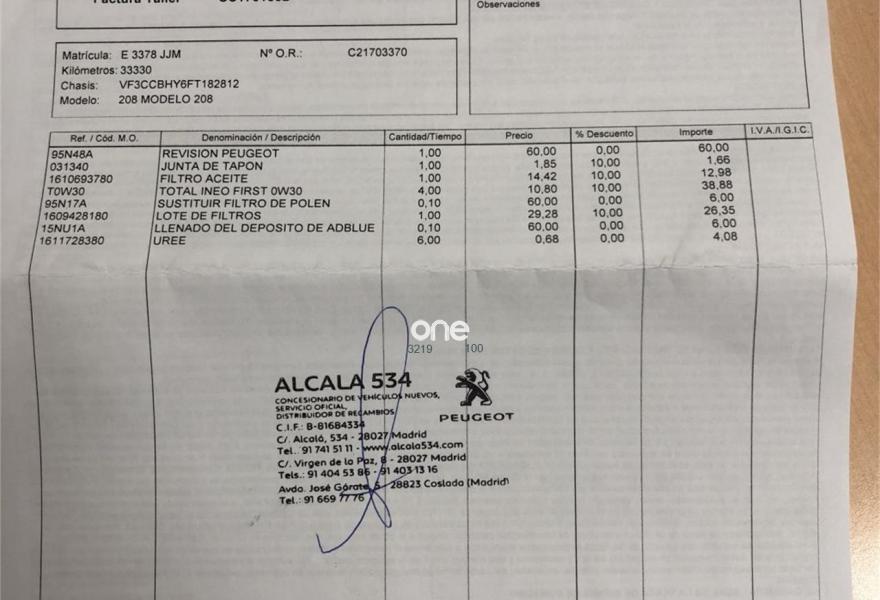 Observaciones
Matrícula: E 3378 JJM Nº O.R.: C21703370
Kilómetros: 33330
Chasis: VF3CCBHY6FT182812
Modelo: 208 MODELO 208
Ref. / Cód. M.O. Denominación / Descripción Cantidad/Tiempo Precio % Descuento Importe I.V.A./I.G.I.C.
95N48A REVISION PEUGEOT 1,00 60,00 0,00 60,00
031340 JUNTA DE TAPON 1,00 1,85 10,00 1,66
1610693780 FILTRO ACEITE 1,00 14,42 10,00 12,98
T0W30 TOTAL INEO FIRST 0W30 4,00 10,80 10,00 38,88
95N17A SUSTITUIR FILTRO DE POLEN 0,10 60,00 0,00 6,00
1609428180 LOTE DE FILTROS 1,00 29,28 10,00 26,35
15NU1A LLENADO DEL DEPOSITO DE ADBLUE 0,10 60,00 0,00 6,00
1611728380 UREE 6,00 0,68 0,00 4,08
one
3219 100
ALCALA 534
CONCESIONARIO DE VEHÍCULOS NUEVOS,
SERVICIO OFICIAL,
DISTRIBUIDOR DE RECAMBIOS
PEUGEOT
C.I.F.: B-81684334
C/. Alcalá, 534 - 28027 Madrid
Tel.. 91 741 51 11 - www.alcala534.com
C/. Virgen de la Paz, 8 - 28027 Madrid
Tels.: 91 404 53 86 - 91 403 13 16
Avda. José Gárate, 5 - 28823 Coslada (Madrid)
Tel.: 91 669 77 76